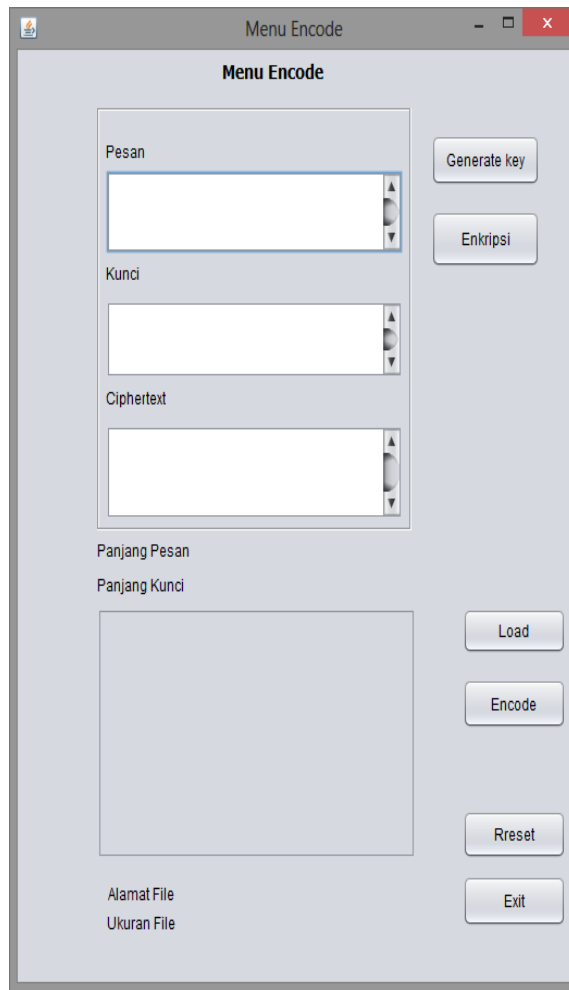 Menu Encode
Menu Encode
Pesan
Generate key
Enkripsi
Kunci
Ciphertext
Panjang Pesan
Panjang Kunci
Load
Encode
Rreset
Alamat File
Exit
Ukuran File